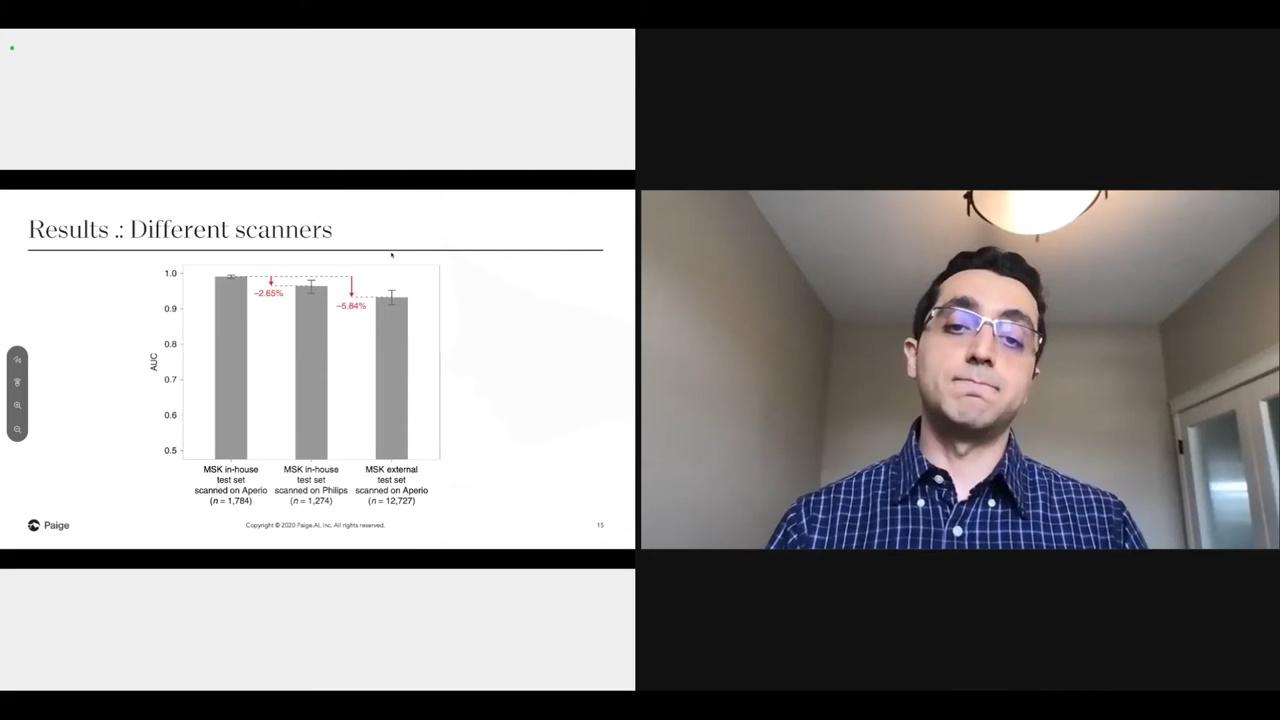 Results .: Different scanners
1.0
0.9
0.8
0.7
0.6
0.5
AUC
–2.65%
–5.84%
MSK in-house
test set
scanned on Aperio
(n = 1,784)
MSK in-house
test set
scanned on Philips
(n = 1,274)
MSK external
test set
scanned on Aperio
(n = 12,727)
Paige
Copyright © 2020 Paige.AI, Inc. All rights reserved.
15